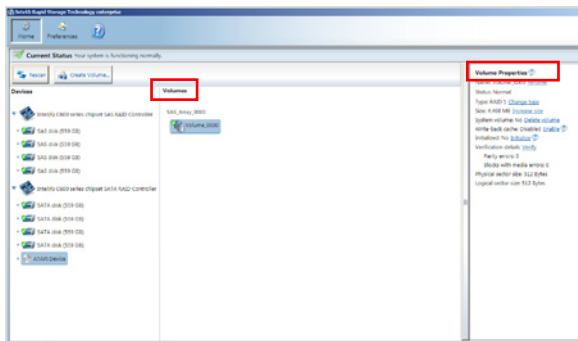 Intel® Rapid Storage Technology enterprise
Home
Preferences
Current Status Your system is functioning normally.
Rescan
Create Volume...
Devices
Intel(R) C600 series chipset SAS RAID Controller
SAS disk (559 GB)
SAS disk (559 GB)
SAS disk (559 GB)
SAS disk (559 GB)
Intel(R) C600 series chipset SATA RAID Controller
SATA disk (559 GB)
SATA disk (559 GB)
SATA disk (559 GB)
SATA disk (559 GB)
ATAPI Device
Volumes
SAS_Array_0000
Volume_0000
Volume Properties
Name: Volume_0000 Rename
Status: Normal
Type: RAID 5 Change type
Size: MB Increase size
System volume: No Delete volume
Write-back cache: Disabled Enable
Initialized: No Initialize
Verification details Verify
Parity errors: 0
Blocks with media errors: 0
Physical sector size: 512 Bytes
Logical sector size: 512 Bytes